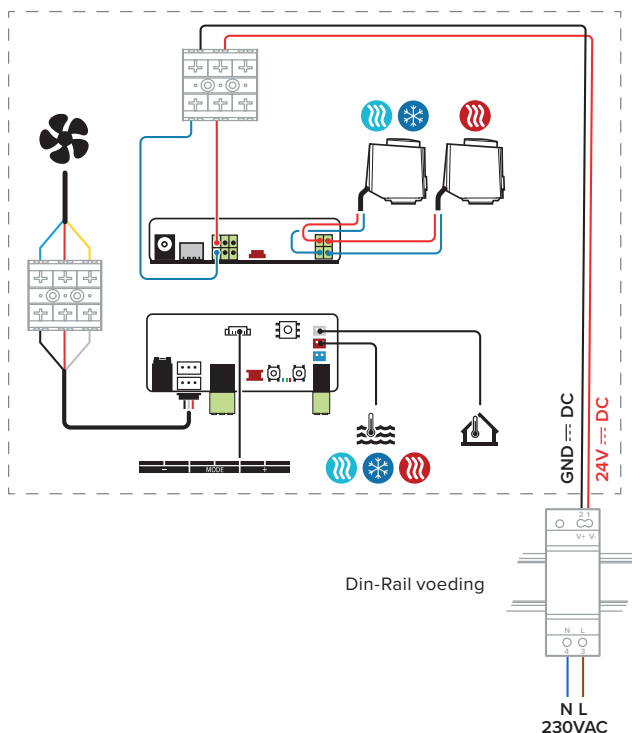 − MODE +
GND DC
24V DC
2 1
V+ V-
Din-Rail voeding
N L
4 3
N L
230VAC